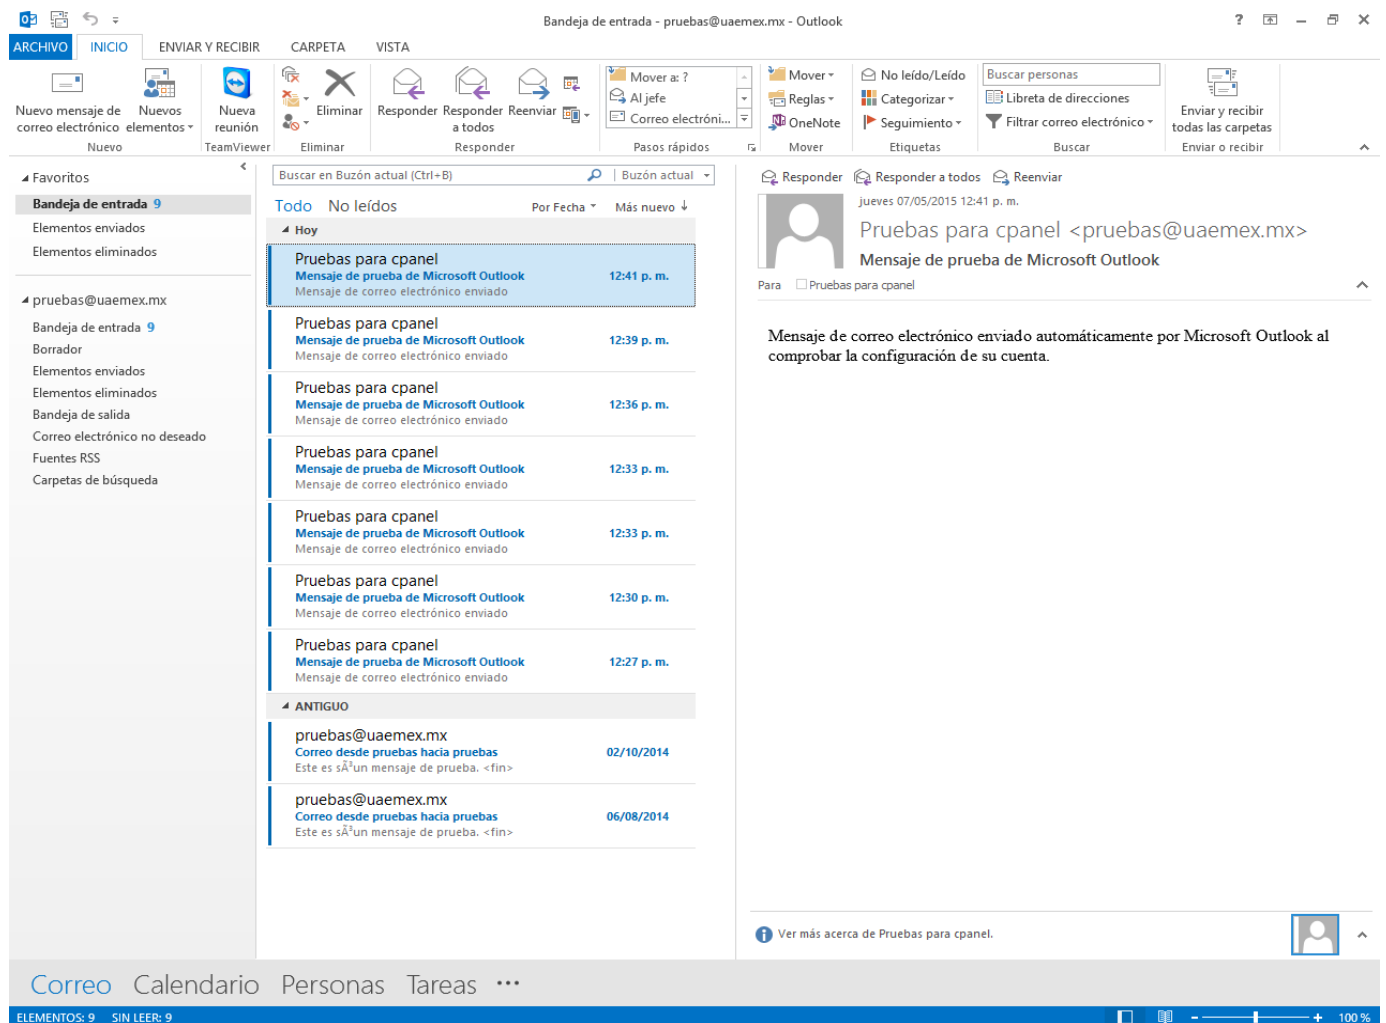 Bandeja de entrada - pruebas@uaemex.mx - Outlook
ARCHIVO INICIO ENVIAR Y RECIBIR CARPETA VISTA
Nuevo mensaje de correo electrónico
Nuevos elementos
Nuevo
Nueva reunión
TeamViewer
Eliminar
Eliminar
Responder
Responder a todos
Reenviar
Responder
Mover a: ?
Al jefe
Correo electróni...
Pasos rápidos
Mover
Reglas
OneNote
Mover
No leído/Leído
Categorizar
Seguimiento
Etiquetas
Buscar personas
Libreta de direcciones
Filtrar correo electrónico
Buscar
Enviar y recibir todas las carpetas
Enviar o recibir
Favoritos
Bandeja de entrada 9
Elementos enviados
Elementos eliminados
pruebas@uaemex.mx
Bandeja de entrada 9
Borrador
Elementos enviados
Elementos eliminados
Bandeja de salida
Correo electrónico no deseado
Fuentes RSS
Carpetas de búsqueda
Buscar en Buzón actual (Ctrl+B) Buzón actual
Todo No leídos Por Fecha Más nuevo
Hoy
Pruebas para cpanel
Mensaje de prueba de Microsoft Outlook 12:41 p. m.
Mensaje de correo electrónico enviado
Pruebas para cpanel
Mensaje de prueba de Microsoft Outlook 12:39 p. m.
Mensaje de correo electrónico enviado
Pruebas para cpanel
Mensaje de prueba de Microsoft Outlook 12:36 p. m.
Mensaje de correo electrónico enviado
Pruebas para cpanel
Mensaje de prueba de Microsoft Outlook 12:33 p. m.
Mensaje de correo electrónico enviado
Pruebas para cpanel
Mensaje de prueba de Microsoft Outlook 12:33 p. m.
Mensaje de correo electrónico enviado
Pruebas para cpanel
Mensaje de prueba de Microsoft Outlook 12:30 p. m.
Mensaje de correo electrónico enviado
Pruebas para cpanel
Mensaje de prueba de Microsoft Outlook 12:27 p. m.
Mensaje de correo electrónico enviado
ANTIGUO
pruebas@uaemex.mx
Correo desde pruebas hacia pruebas 02/10/2014
Este es sÃ³un mensaje de prueba. <fin>
pruebas@uaemex.mx
Correo desde pruebas hacia pruebas 06/08/2014
Este es sÃ³un mensaje de prueba. <fin>
Responder Responder a todos Reenviar
jueves 07/05/2015 12:41 p. m.
Pruebas para cpanel <pruebas@uaemex.mx>
Mensaje de prueba de Microsoft Outlook
Para Pruebas para cpanel
Mensaje de correo electrónico enviado automáticamente por Microsoft Outlook al
comprobar la configuración de su cuenta.
Ver más acerca de Pruebas para cpanel.
Correo Calendario Personas Tareas ···
ELEMENTOS: 9 SIN LEER: 9 100 %